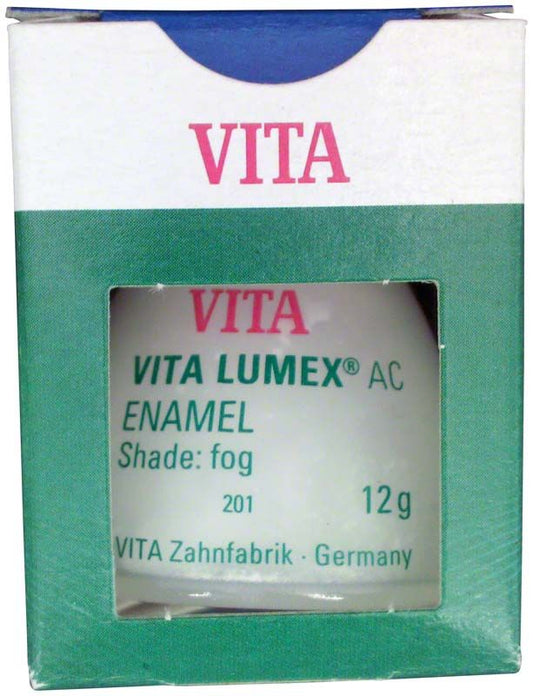 VITA
VITA
VITA LUMEX® AC
ENAMEL
Shade: fog
201 12g
VITA Zahnfabrik · Germany